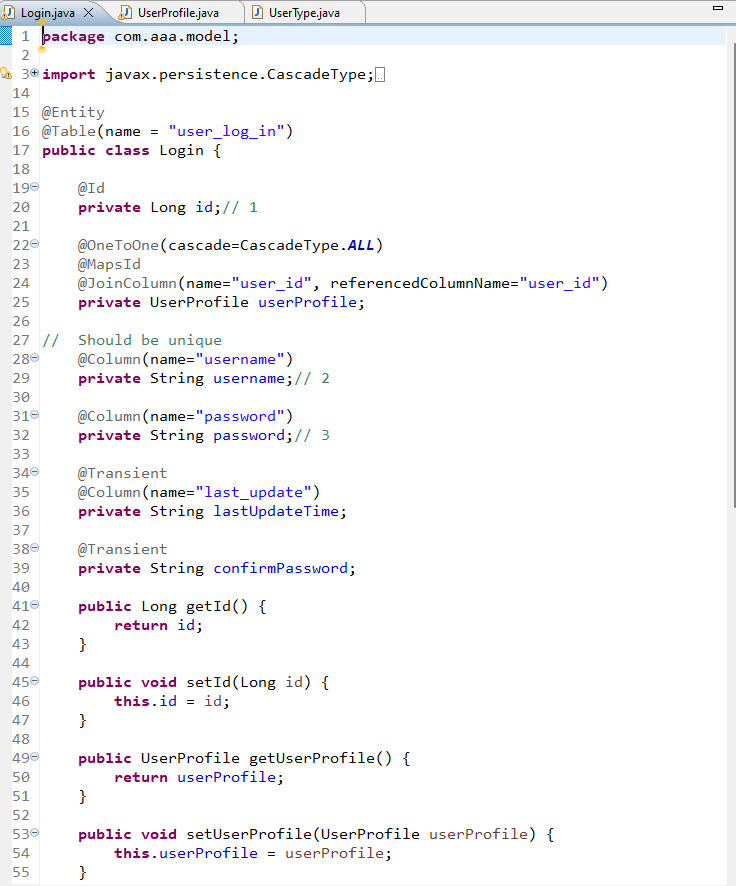 Login.java UserProfile.java UserType.java
1 package com.aaa.model;
2
3 import javax.persistence.CascadeType;
14
15 @Entity
16 @Table(name = "user_log_in")
17 public class Login {
18
19 @Id
20 private Long id;// 1
21
22 @OneToOne(cascade=CascadeType.ALL)
23 @MapsId
24 @JoinColumn(name="user_id", referencedColumnName="user_id")
25 private UserProfile userProfile;
26
27 // Should be unique
28 @Column(name="username")
29 private String username;// 2
30
31 @Column(name="password")
32 private String password;// 3
33
34 @Transient
35 @Column(name="last_update")
36 private String lastUpdateTime;
37
38 @Transient
39 private String confirmPassword;
40
41 public Long getId() {
42 return id;
43 }
44
45 public void setId(Long id) {
46 this.id = id;
47 }
48
49 public UserProfile getUserProfile() {
50 return userProfile;
51 }
52
53 public void setUserProfile(UserProfile userProfile) {
54 this.userProfile = userProfile;
55 }